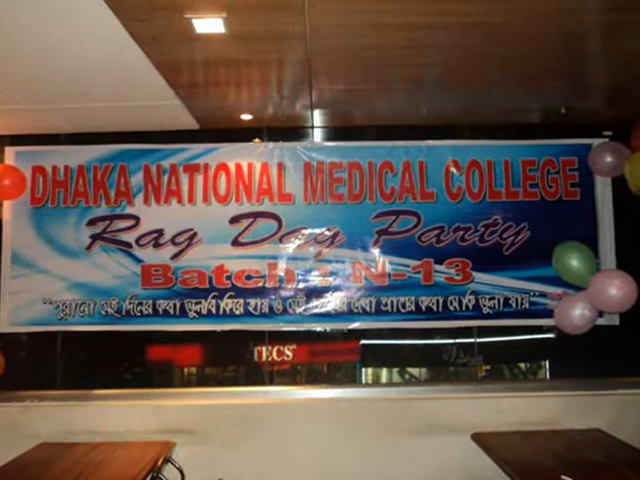 DHAKA NATIONAL MEDICAL COLLEGE
Rag Day Party
Batch : N-13
"পুরানো সেই দিনের কথা ভুলবি কিরে হায় ও সেই দেখা প্রাণের কথা সে কি ভুলা যায়"
TECS